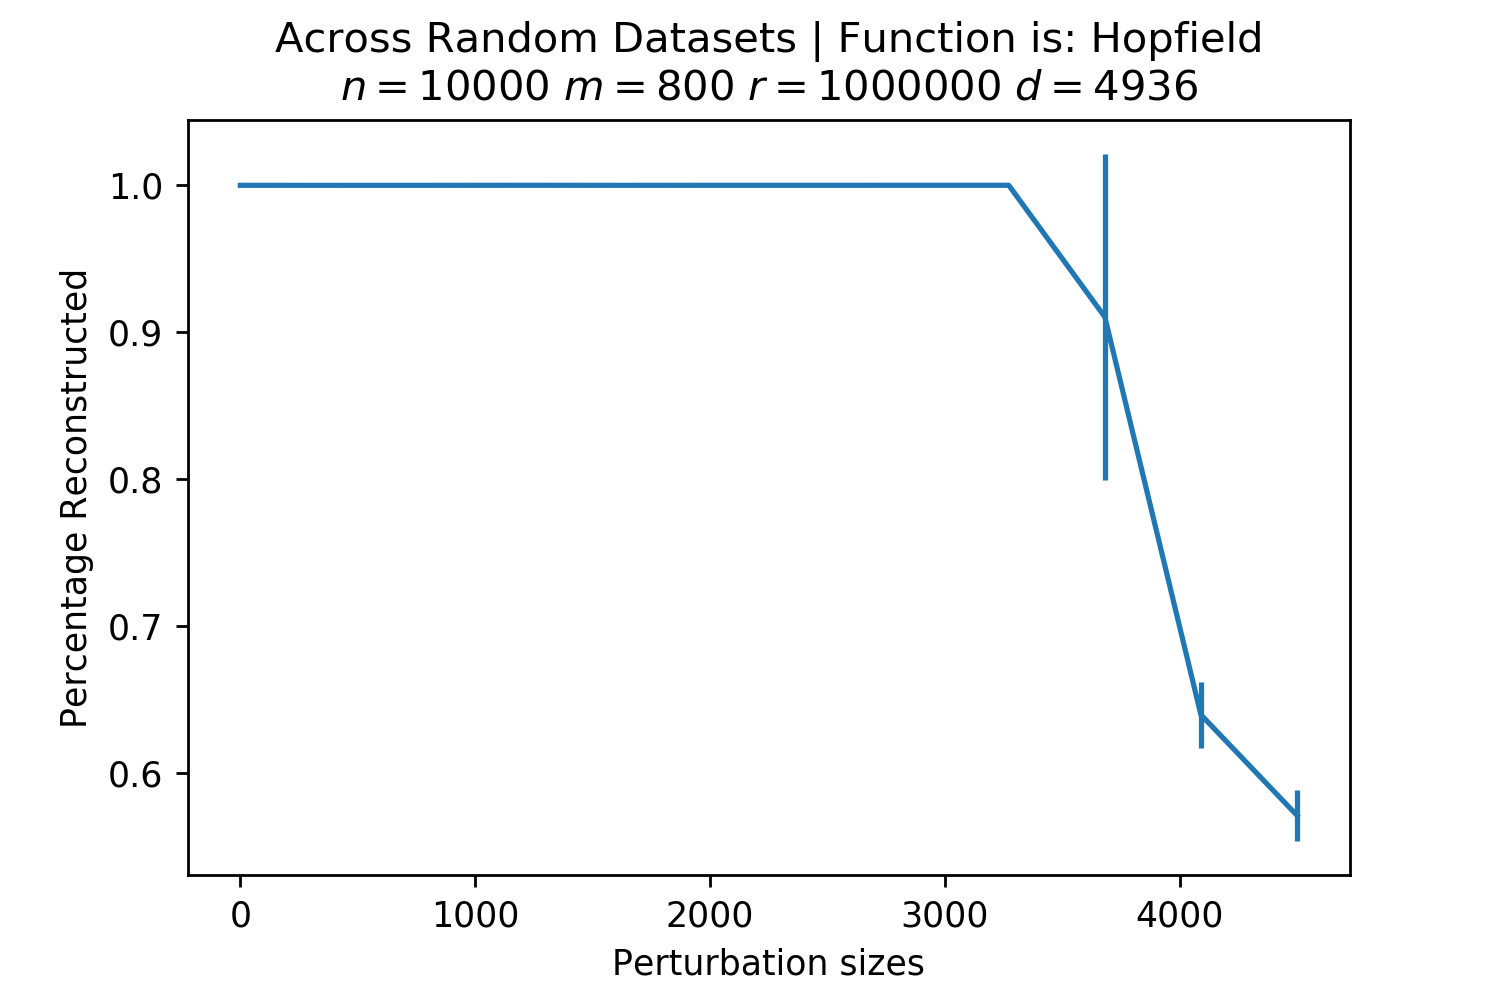 Across Random Datasets | Function is: Hopfield
n = 10000 m = 800 r = 1000000 d = 4936
1.0
0.9
0.8
0.7
0.6
Percentage Reconstructed
0 1000 2000 3000 4000
Perturbation sizes